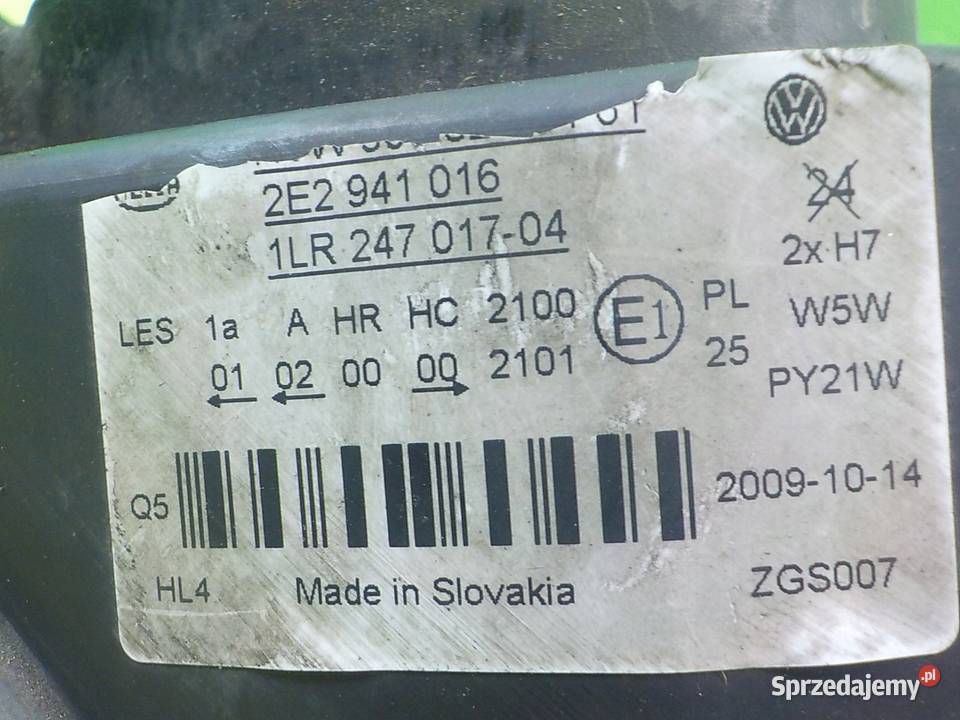 2E2 941 016
1LR 247 017-04
24
2x H7
LES 1a A HR HC 2100 E1 PL W5W
01 02 00 00 2101 25 PY21W
Q5 2009-10-14
HL4 Made in Slovakia ZGS007
Sprzedajemy.pl